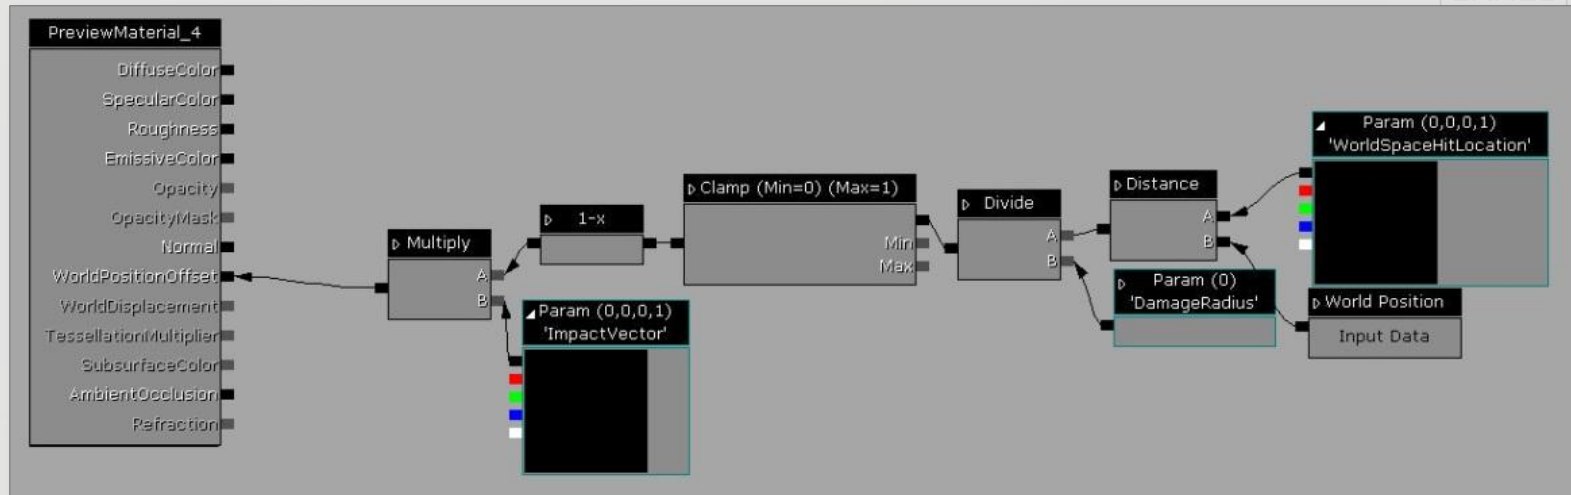 PreviewMaterial_4
DiffuseColor
SpecularColor
Roughness
EmissiveColor
Opacity
OpacityMask
Normal
WorldPositionOffset
WorldDisplacement
TessellationMultiplier
SubsurfaceColor
AmbientOcclusion
Refraction
Multiply
A
B
1-x
Param (0,0,0,1)
'ImpactVector'
Clamp (Min=0) (Max=1)
Min
Max
Divide
A
B
Distance
A
B
Param (0)
'DamageRadius'
Param (0,0,0,1)
'WorldSpaceHitLocation'
World Position
Input Data